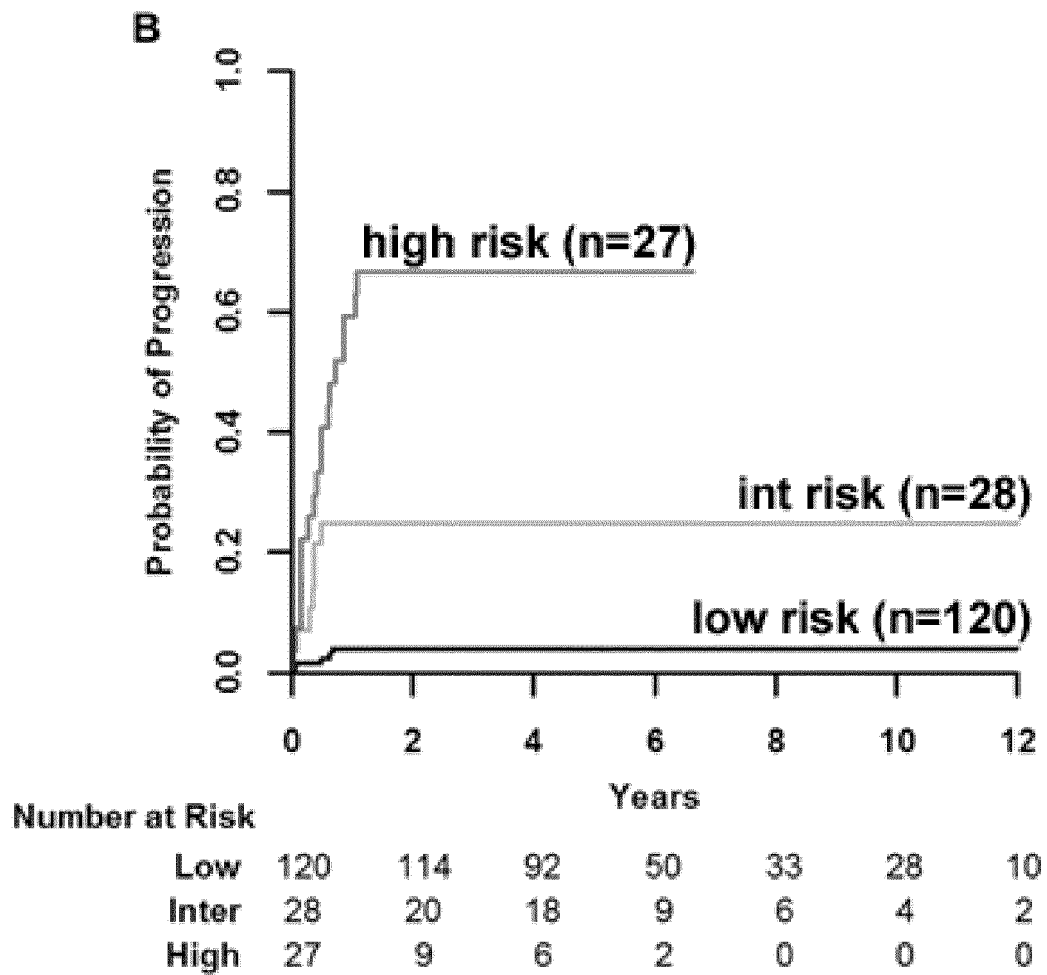 B
1.0
0.8
0.6
0.4
0.2
0.0
Probability of Progression
high risk (n=27)
int risk (n=28)
low risk (n=120)
0 2 4 6 8 10 12
Years
Number at Risk
Low 120 114 92 50 33 28 10
Inter 28 20 18 9 6 4 2
High 27 9 6 2 0 0 0